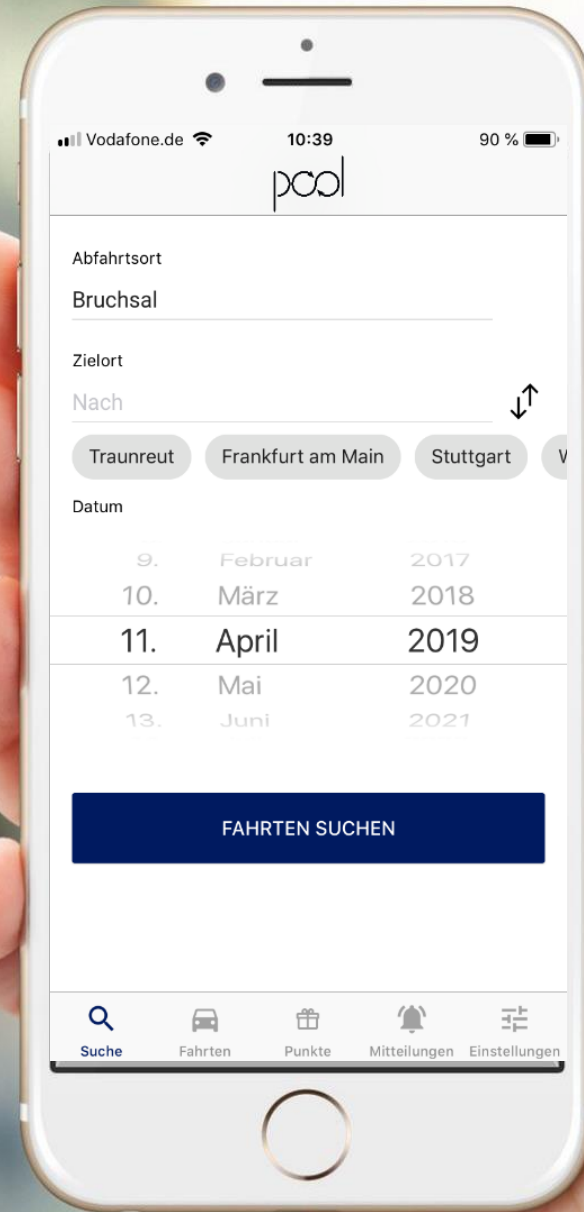 Vodafone.de 10:39 90 %
pool
Abfahrtsort
Bruchsal
Zielort
Nach
Traunreut Frankfurt am Main Stuttgart
Datum
9. Februar 2017
10. März 2018
11. April 2019
12. Mai 2020
13. Juni 2021
FAHRTEN SUCHEN
Suche Fahrten Punkte Mitteilungen Einstellungen